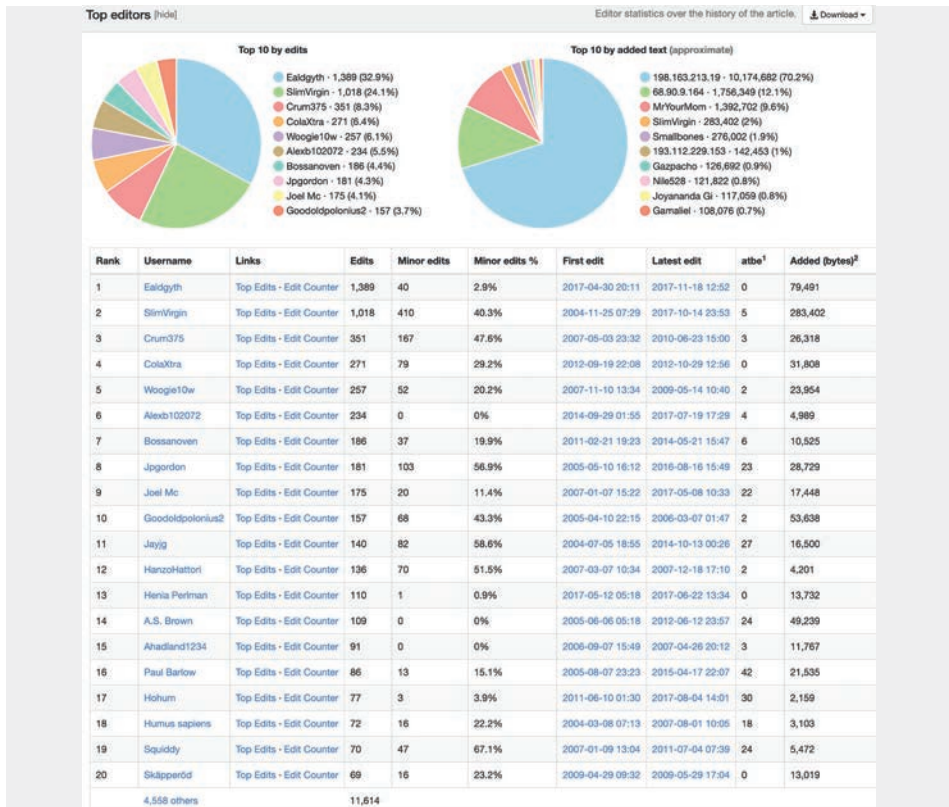 Top editors [hide]
Editor statistics over the history of the article.
Download
Top 10 by edits
Ealdgyth · 1,389 (32.9%)
SlimVirgin · 1,018 (24.1%)
Crum375 · 351 (8.3%)
ColaXtra · 271 (6.4%)
Woogie10w · 257 (6.1%)
Alexb102072 · 234 (5.5%)
Bossanoven · 186 (4.4%)
Jpgordon · 181 (4.3%)
Joel Mc · 175 (4.1%)
Goodoldpolonius2 · 157 (3.7%)
Top 10 by added text (approximate)
198.163.213.19 · 10,174,682 (70.2%)
68.90.9.164 · 1,756,349 (12.1%)
MrYourMom · 1,392,702 (9.6%)
SlimVirgin · 283,402 (2%)
Smallbones · 276,002 (1.9%)
193.112.229.153 · 142,453 (1%)
Gazpacho · 126,692 (0.9%)
Nile528 · 121,822 (0.8%)
Joyananda Gi · 117,059 (0.8%)
Gamaliel · 108,076 (0.7%)
Rank Username Links Edits Minor edits Minor edits % First edit Latest edit atbe1 Added (bytes)2
1 Ealdgyth Top Edits · Edit Counter 1,389 40 2.9% 2017-04-30 20:11 2017-11-18 12:52 0 79,491
2 SlimVirgin Top Edits · Edit Counter 1,018 410 40.3% 2004-11-25 07:29 2017-10-14 23:53 5 283,402
3 Crum375 Top Edits · Edit Counter 351 167 47.6% 2007-05-03 23:32 2010-06-23 15:00 3 26,318
4 ColaXtra Top Edits · Edit Counter 271 79 29.2% 2012-09-19 22:08 2012-10-29 12:56 0 31,808
5 Woogie10w Top Edits · Edit Counter 257 52 20.2% 2007-11-10 13:34 2009-05-14 10:40 2 23,954
6 Alexb102072 Top Edits · Edit Counter 234 0 0% 2014-09-29 01:55 2017-07-19 17:29 4 4,989
7 Bossanoven Top Edits · Edit Counter 186 37 19.9% 2011-02-21 19:23 2014-05-21 15:47 6 10,525
8 Jpgordon Top Edits · Edit Counter 181 103 56.9% 2005-05-10 16:12 2016-08-16 15:49 23 28,729
9 Joel Mc Top Edits · Edit Counter 175 20 11.4% 2007-01-07 15:22 2017-05-08 10:33 22 17,448
10 Goodoldpolonius2 Top Edits · Edit Counter 157 68 43.3% 2005-04-10 22:15 2006-03-07 01:47 2 53,638
11 Jayjg Top Edits · Edit Counter 140 82 58.6% 2004-07-05 18:55 2014-10-13 00:26 27 16,500
12 HanzoHattori Top Edits · Edit Counter 136 70 51.5% 2007-03-07 10:34 2007-12-18 17:10 2 4,201
13 Henia Perlman Top Edits · Edit Counter 110 1 0.9% 2017-05-12 05:18 2017-06-22 13:34 0 13,732
14 A.S. Brown Top Edits · Edit Counter 109 0 0% 2005-06-06 05:18 2012-06-12 23:57 24 49,239
15 Ahadland1234 Top Edits · Edit Counter 91 0 0% 2006-09-07 15:49 2007-04-26 20:12 3 11,767
16 Paul Barlow Top Edits · Edit Counter 86 13 15.1% 2005-08-07 23:23 2015-04-17 22:07 42 21,535
17 Hohum Top Edits · Edit Counter 77 3 3.9% 2011-06-10 01:30 2017-08-04 14:01 30 2,159
18 Humus sapiens Top Edits · Edit Counter 72 16 22.2% 2004-03-08 07:13 2007-08-01 10:05 18 3,103
19 Squiddy Top Edits · Edit Counter 70 47 67.1% 2007-01-09 13:04 2011-07-04 07:39 24 5,472
20 Skäpperöd Top Edits · Edit Counter 69 16 23.2% 2009-04-29 09:32 2009-05-29 17:04 0 13,019
4,558 others 11,614